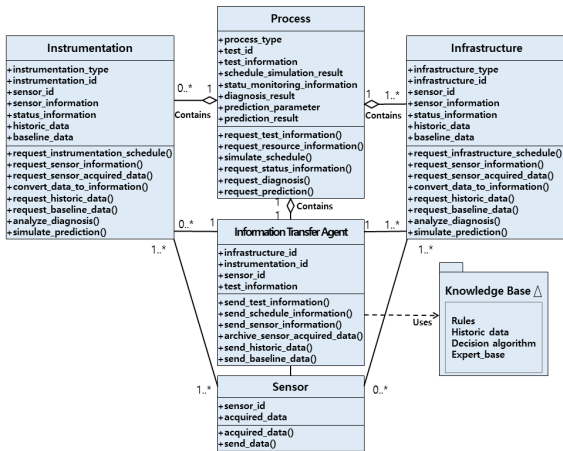 Process
+process_type
+test_id
+test_information
+schedule_simulation_result
+statu_monitoring_information
+diagnosis_result
+prediction_parameter
+prediction_result
+request_test_information()
+request_resource_information()
+simulate_schedule()
+request_status_information()
+request_diagnosis()
+request_prediction()
Instrumentation
+instrumentation_type
+instrumentation_id
+sensor_id
+sensor_information
+status_information
+historic_data
+baseline_data
+request_instrumentation_schedule()
+request_sensor_information()
+request_sensor_acquired_data()
+convert_data_to_information()
+request_historic_data()
+request_baseline_data()
+analyze_diagnosis()
+simulate_prediction()
0..*
1
Contains
1
1..*
Contains
Infrastructure
+infrastructure_type
+infrastructure_id
+sensor_id
+sensor_information
+status_information
+historic_data
+baseline_data
+request_infrastructure_schedule()
+request_sensor_information()
+request_sensor_acquired_data()
+convert_data_to_information()
+request_historic_data()
+request_baseline_data()
+analyze_diagnosis()
+simulate_prediction()
1
Contains
1
0..*
1
1
1..*
Information Transfer Agent
+infrastructure_id
+instrumentation_id
+sensor_id
+test_information
+send_test_information()
+send_schedule_information()
+send_sensor_information()
+archive_sensor_acquired_data()
+send_historic_data()
+send_baseline_data()
1..*
1..*
Uses
Knowledge Base
Rules
Historic data
Decision algorithm
Expert_base
1..*
0..*
Sensor
+sensor_id
+acquired_data
+acquired_data()
+send_data()